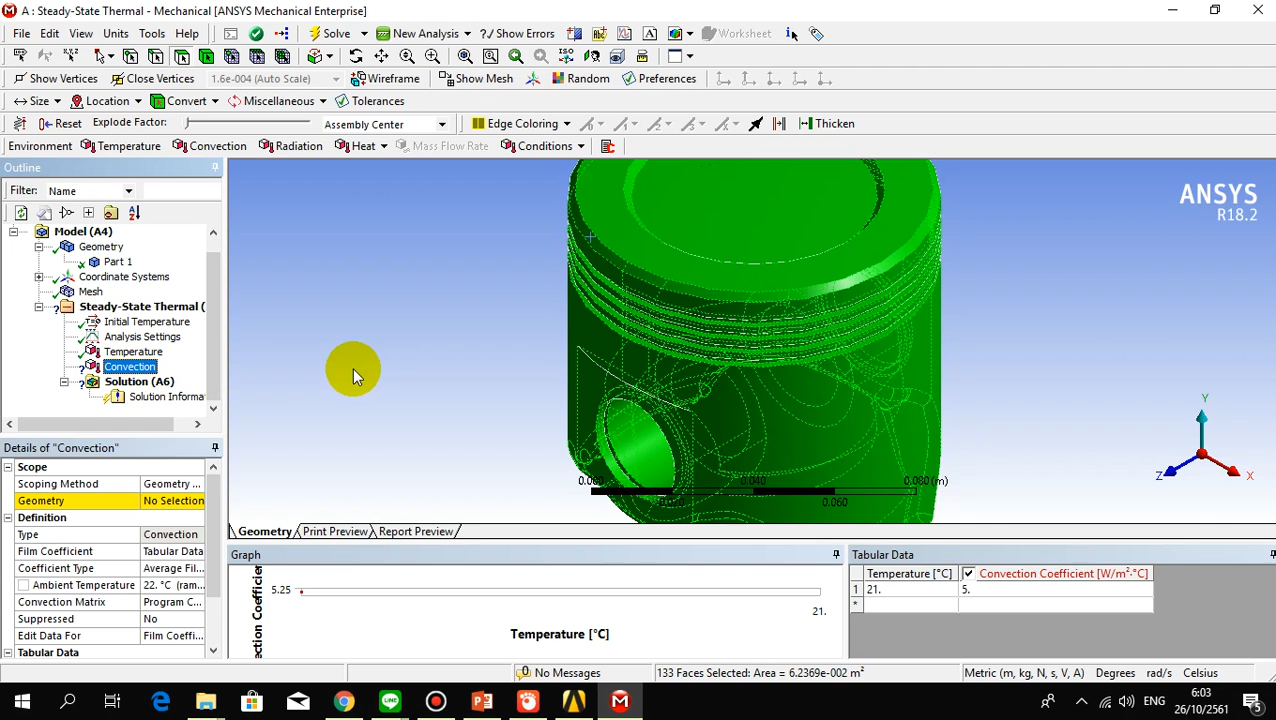 A : Steady-State Thermal - Mechanical [ANSYS Mechanical Enterprise]
File Edit View Units Tools Help Solve New Analysis ?/ Show Errors Worksheet
Show Vertices Close Vertices 1.6e-004 (Auto Scale) Wireframe Show Mesh Random Preferences
Size Location Convert Miscellaneous Tolerances
Reset Explode Factor: Assembly Center Edge Coloring Thicken
Environment Temperature Convection Radiation Heat Mass Flow Rate Conditions
Outline
Filter: Name
Model (A4)
Geometry
Part 1
Coordinate Systems
Mesh
Steady-State Thermal (
Initial Temperature
Analysis Settings
Temperature
Convection
Solution (A6)
Solution Informa
ANSYS
R18.2
Y
Z
X
0.000 0.040 0.080 (m)
0.060
Details of "Convection"
Scope
Scoping Method Geometry
Geometry No Selection
Definition
Type Convection
Film Coefficient Tabular Data
Coefficient Type Average Fil
Ambient Temperature 22. °C (ram
Convection Matrix Program C
Suppressed No
Edit Data For Film Coeffi
Tabular Data
Geometry Print Preview Report Preview
Graph
ction Coefficien
5.25
21.
Temperature [°C]
Tabular Data
Temperature [°C] Convection Coefficient [W/m²·°C]
1 21. 5.
*
0 No Messages 133 Faces Selected: Area = 6.2369e-002 m² Metric (m, kg, N, s, V, A) Degrees rad/s Celsius
ENG 6:03
26/10/2561
5